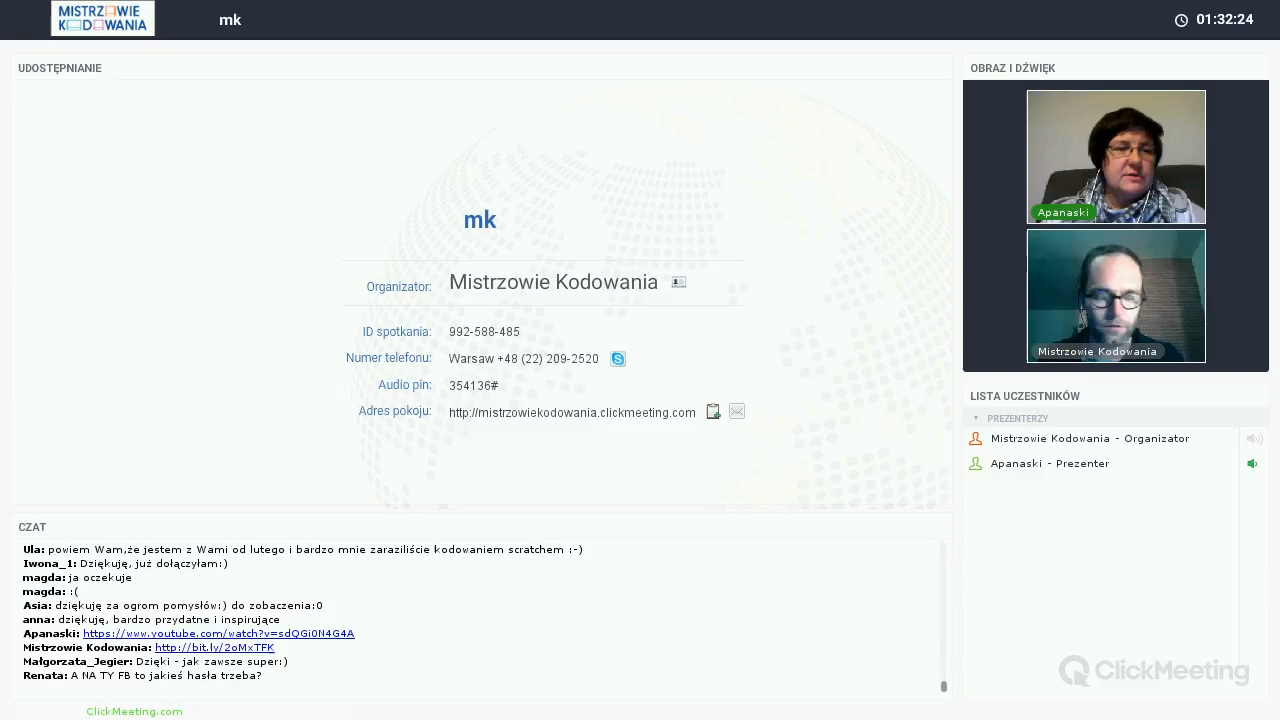 MISTRZOWIE
KODOWANIA
mk
01:32:24
UDOSTĘPNIANIE
mk
Organizator: Mistrzowie Kodowania
ID spotkania: 992-588-485
Numer telefonu: Warsaw +48 (22) 209-2520
Audio pin: 354136#
Adres pokoju: http://mistrzowiekodowania.clickmeeting.com
OBRAZ I DŹWIĘK
Apanaski
Mistrzowie Kodowania
LISTA UCZESTNIKÓW
PREZENTERZY
Mistrzowie Kodowania - Organizator
Apanaski - Prezenter
CZAT
Ula: powiem Wam,że jestem z Wami od lutego i bardzo mnie zaraziliście kodowaniem scratchem :-)
Iwona_1: Dziękuję, już dołączyłam:)
magda: ja oczekuje
magda: :(
Asia: dziękuję za ogrom pomysłów:) do zobaczenia:0
anna: dziękuję, bardzo przydatne i inspirujące
Apanaski: https://www.youtube.com/watch?v=sdQGi0N4G4A
Mistrzowie Kodowania: http://bit.ly/2oMxTFK
Małgorzata_Jegier: Dzięki - jak zawsze super:)
Renata: A NA TY FB to jakieś hasła trzeba?
ClickMeeting
ClickMeeting.com